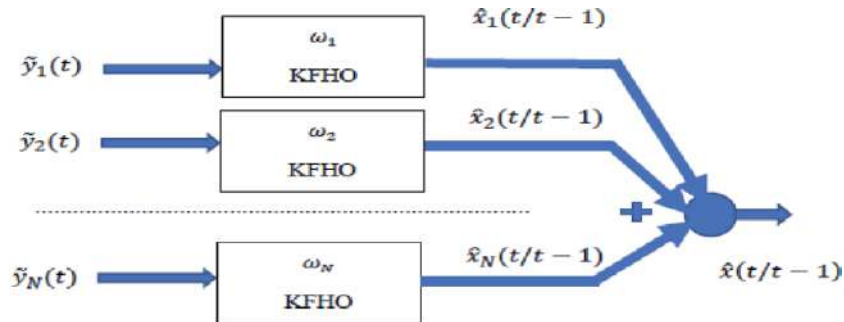 x̂₁(t/t − 1)
ω₁
ỹ₁(t)
KFHO
x̂₂(t/t − 1)
ω₂
ỹ₂(t)
KFHO
+
x̂_N(t/t − 1)
x̂(t/t − 1)
ω_N
ỹ_N(t)
KFHO